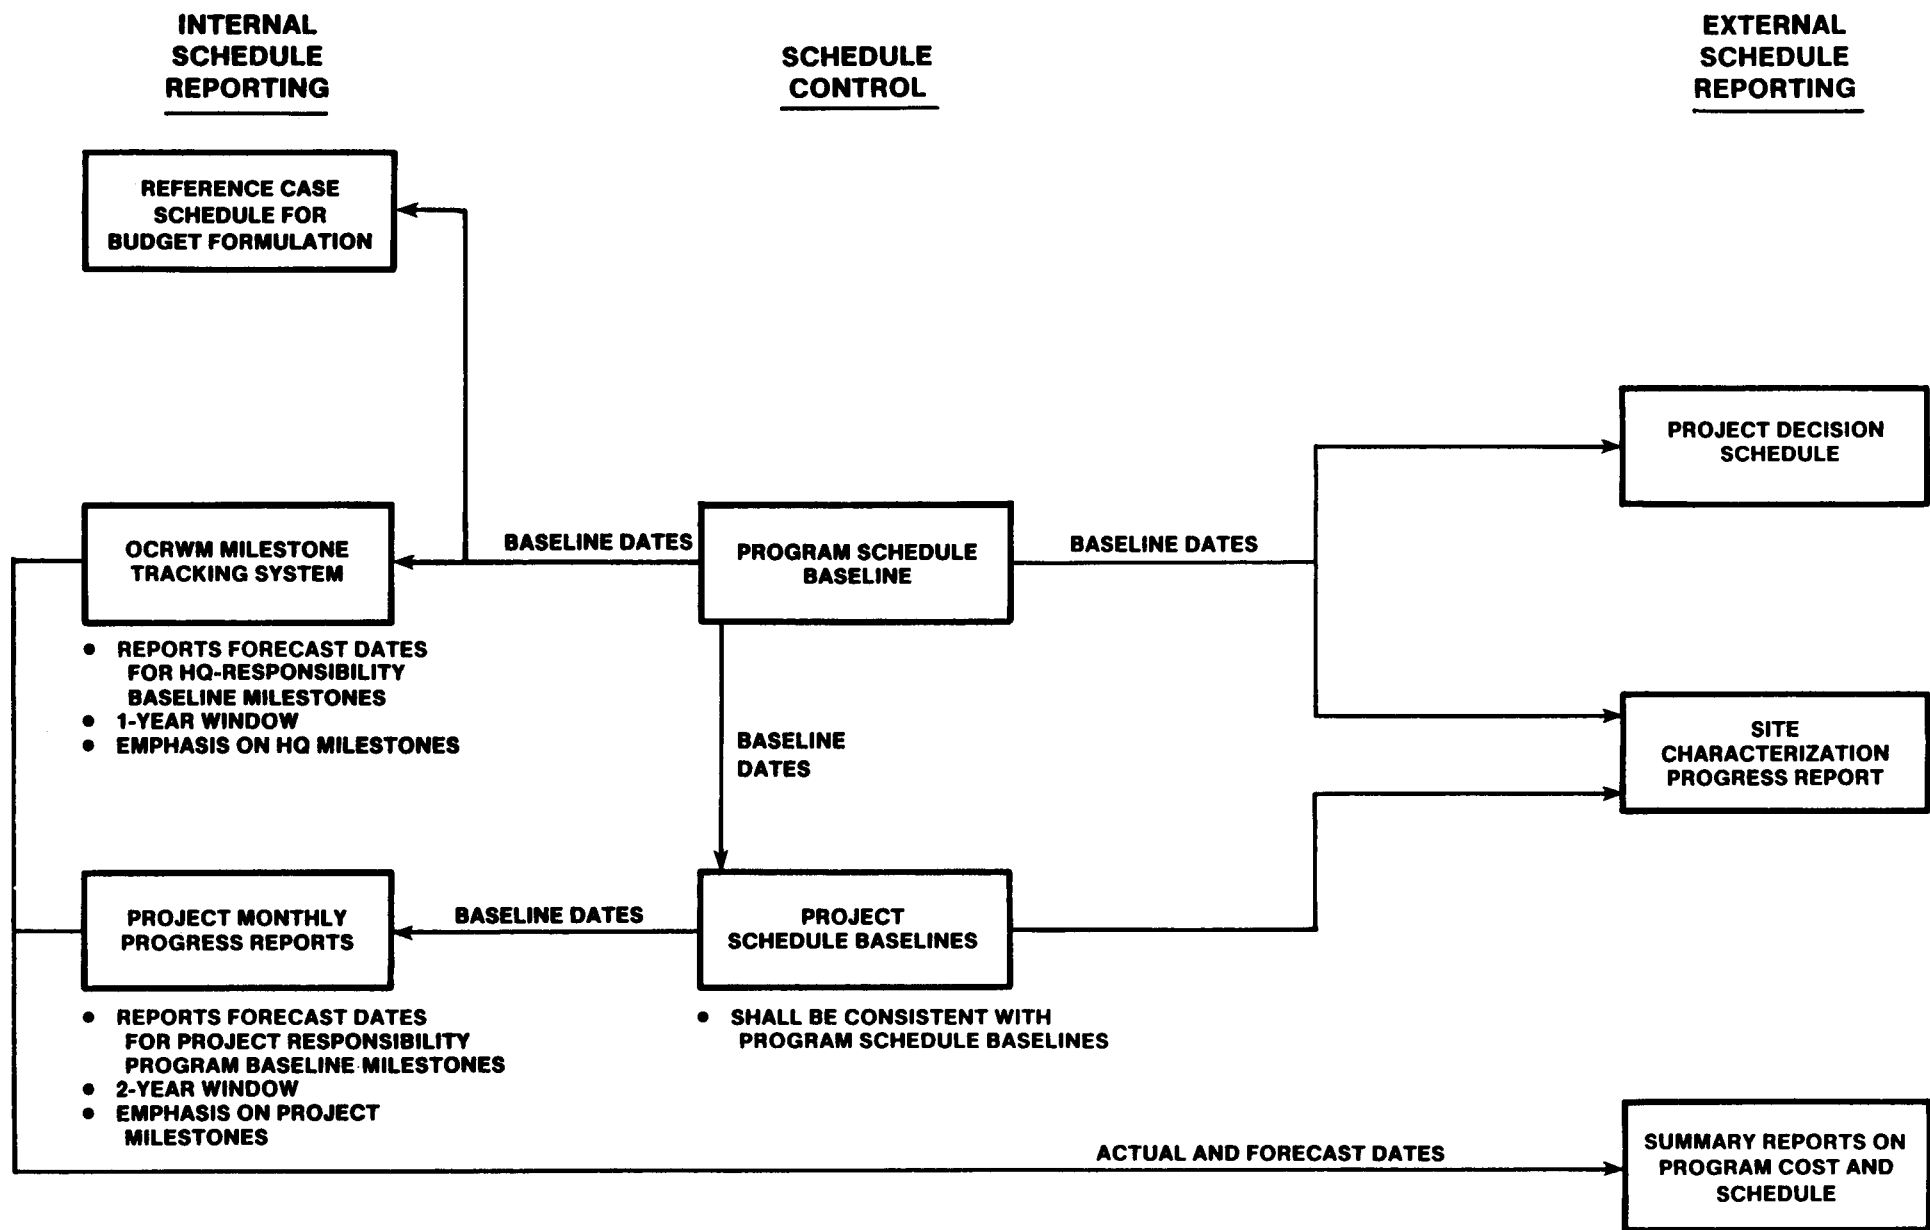 INTERNAL
SCHEDULE
REPORTING
SCHEDULE
CONTROL
EXTERNAL
SCHEDULE
REPORTING
REFERENCE CASE
SCHEDULE FOR
BUDGET FORMULATION
PROJECT DECISION
SCHEDULE
OCRWM MILESTONE
TRACKING SYSTEM
BASELINE DATES
PROGRAM SCHEDULE
BASELINE
BASELINE DATES
● REPORTS FORECAST DATES
FOR HQ-RESPONSIBILITY
BASELINE MILESTONES
● 1-YEAR WINDOW
● EMPHASIS ON HQ MILESTONES
BASELINE
DATES
SITE
CHARACTERIZATION
PROGRESS REPORT
PROJECT MONTHLY
PROGRESS REPORTS
BASELINE DATES
PROJECT
SCHEDULE BASELINES
● REPORTS FORECAST DATES
FOR PROJECT RESPONSIBILITY
PROGRAM BASELINE MILESTONES
● 2-YEAR WINDOW
● EMPHASIS ON PROJECT
MILESTONES
● SHALL BE CONSISTENT WITH
PROGRAM SCHEDULE BASELINES
ACTUAL AND FORECAST DATES
SUMMARY REPORTS ON
PROGRAM COST AND
SCHEDULE